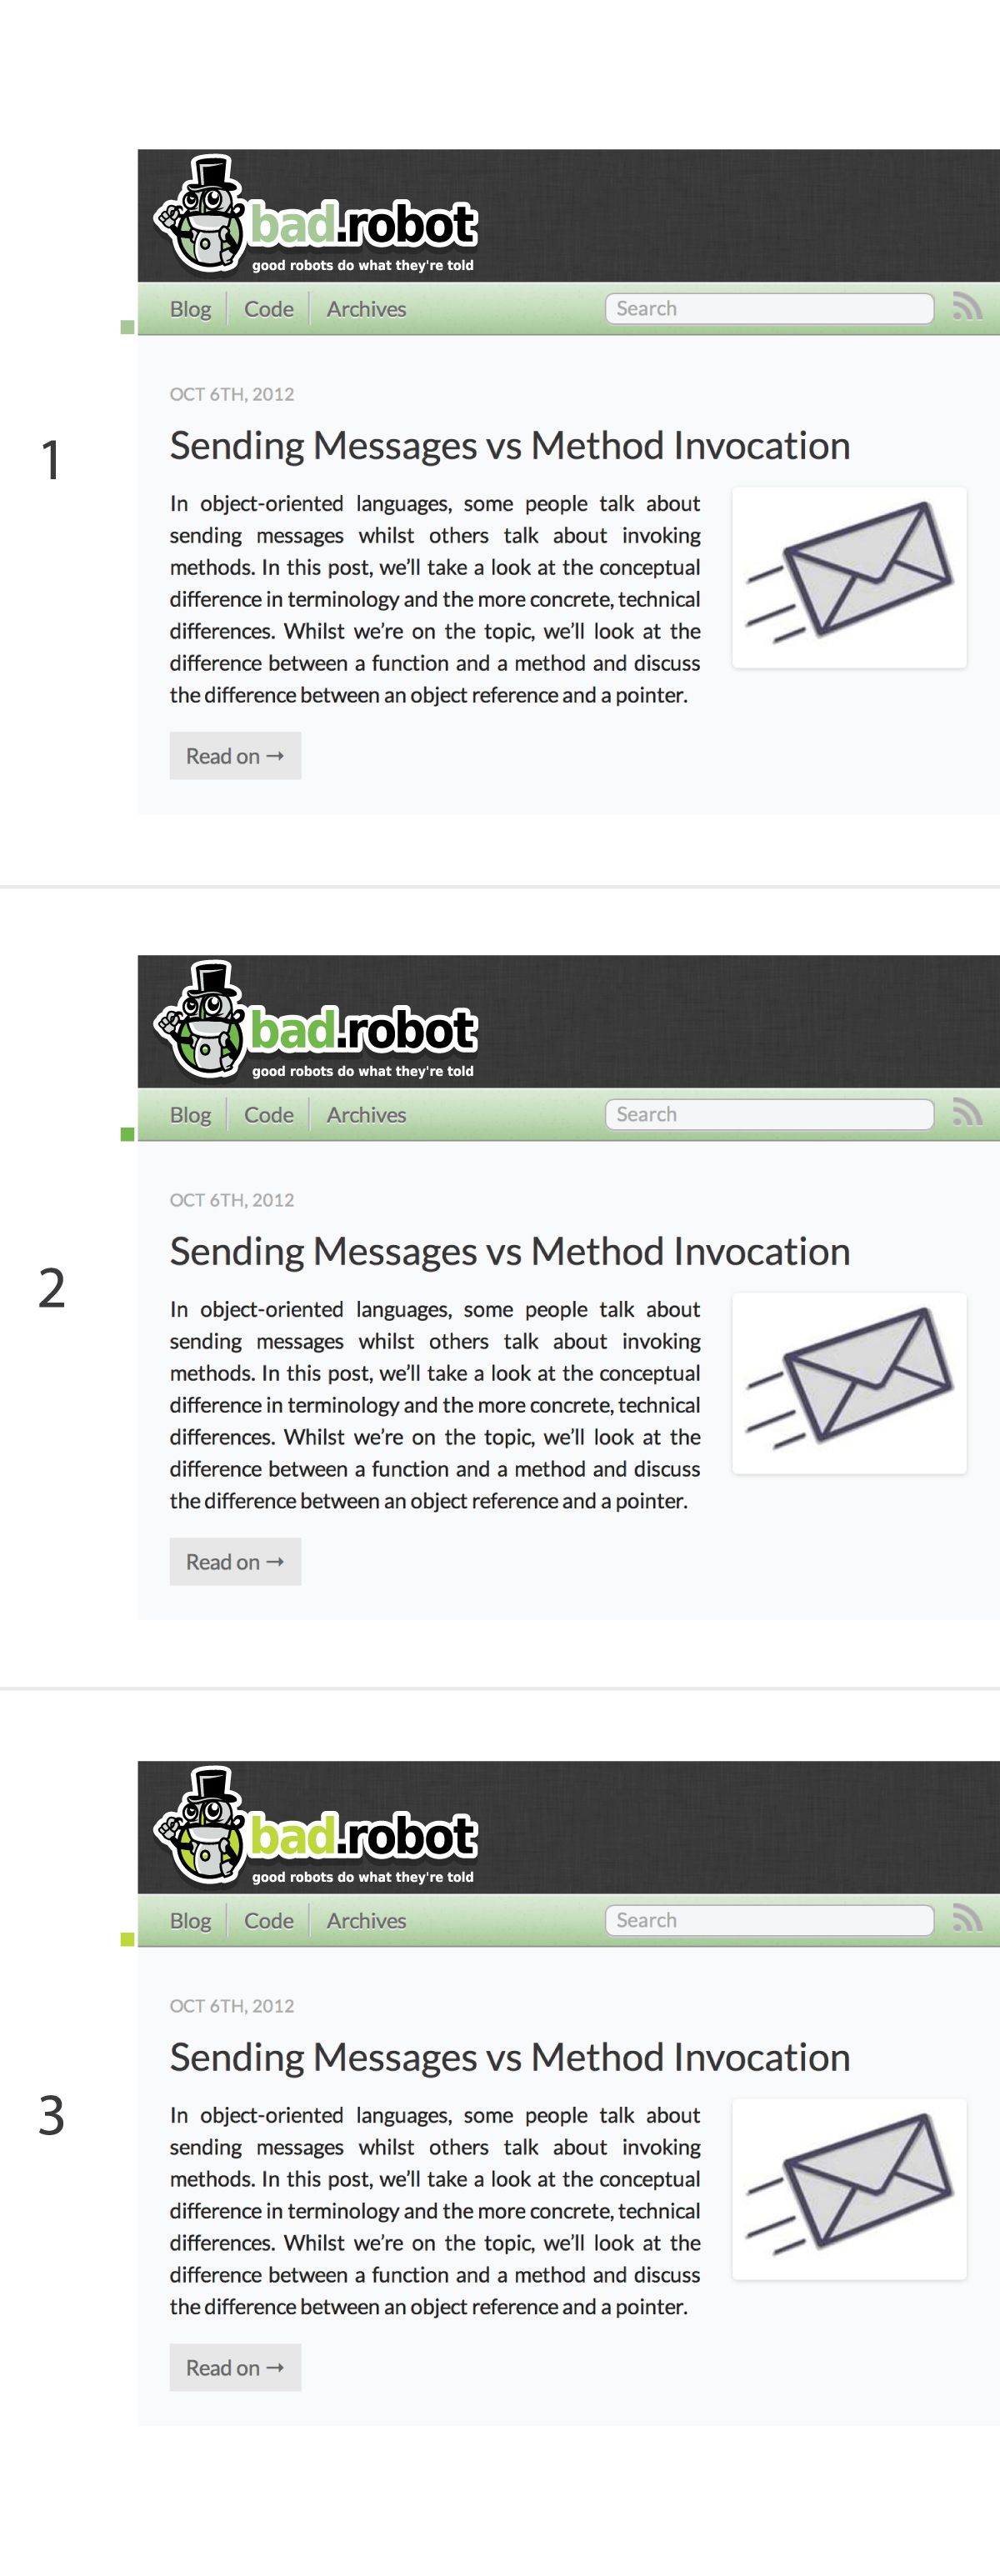 bad.robot
good robots do what they're told
Blog Code Archives Search
1
OCT 6TH, 2012
Sending Messages vs Method Invocation
In object-oriented languages, some people talk about
sending messages whilst others talk about invoking
methods. In this post, we’ll take a look at the conceptual
difference in terminology and the more concrete, technical
differences. Whilst we’re on the topic, we’ll look at the
difference between a function and a method and discuss
the difference between an object reference and a pointer.
Read on →
bad.robot
good robots do what they're told
Blog Code Archives Search
2
OCT 6TH, 2012
Sending Messages vs Method Invocation
In object-oriented languages, some people talk about
sending messages whilst others talk about invoking
methods. In this post, we’ll take a look at the conceptual
difference in terminology and the more concrete, technical
differences. Whilst we’re on the topic, we’ll look at the
difference between a function and a method and discuss
the difference between an object reference and a pointer.
Read on →
bad.robot
good robots do what they're told
Blog Code Archives Search
3
OCT 6TH, 2012
Sending Messages vs Method Invocation
In object-oriented languages, some people talk about
sending messages whilst others talk about invoking
methods. In this post, we’ll take a look at the conceptual
difference in terminology and the more concrete, technical
differences. Whilst we’re on the topic, we’ll look at the
difference between a function and a method and discuss
the difference between an object reference and a pointer.
Read on →